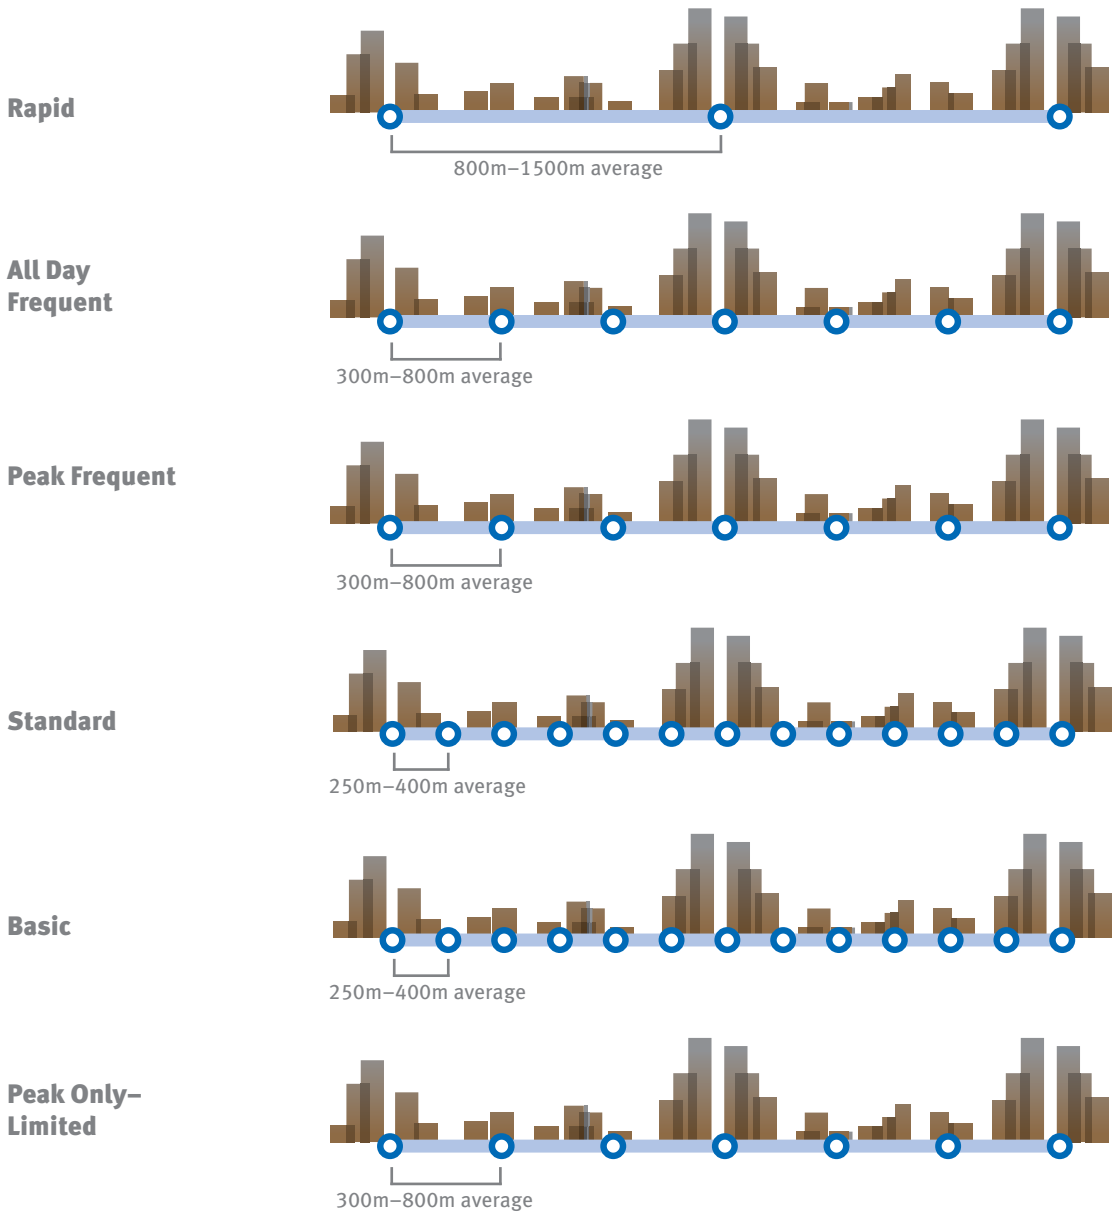 Rapid
800m–1500m average
All Day
Frequent
300m–800m average
Peak Frequent
300m–800m average
Standard
250m–400m average
Basic
250m–400m average
Peak Only–
Limited
300m–800m average